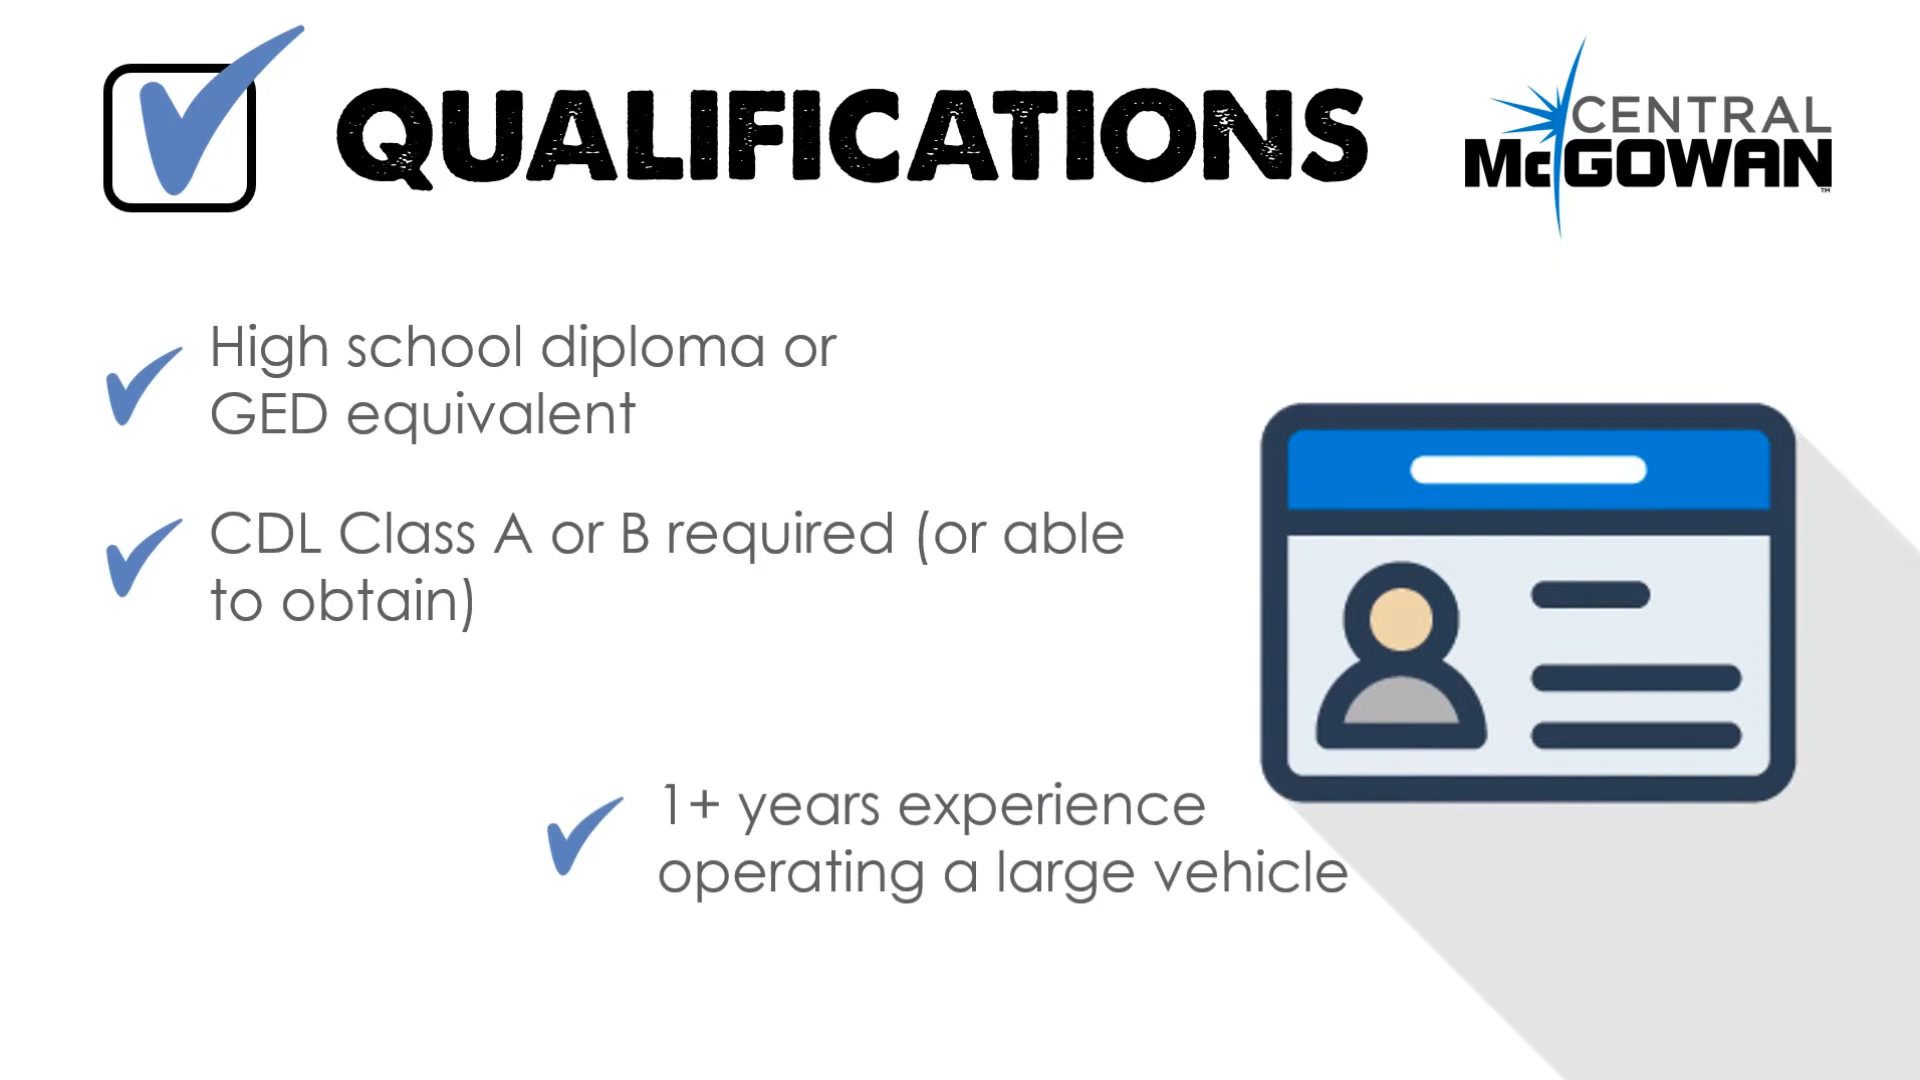 QUALIFICATIONS
CENTRAL
McGOWAN™
High school diploma or
GED equivalent
CDL Class A or B required (or able
to obtain)
1+ years experience
operating a large vehicle